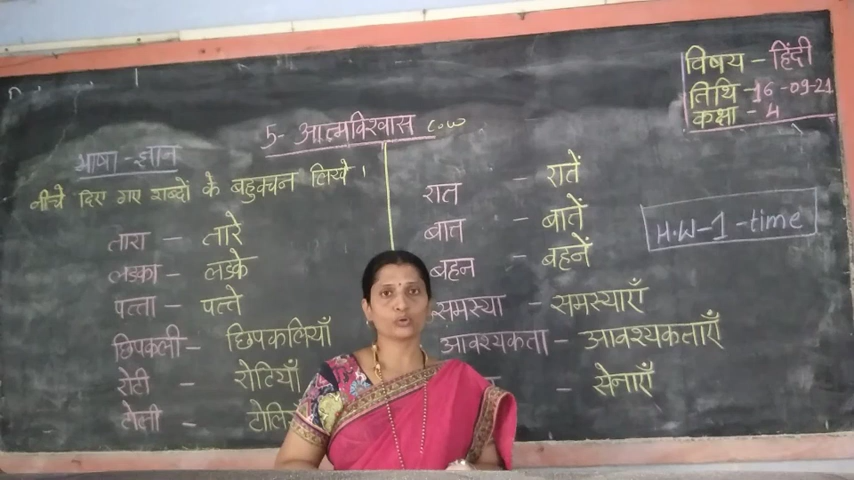 विषय - हिंदी
तिथि - 16-09-21
कक्षा - 4
5- आत्मविश्वास C.W
भाषा-ज्ञान
नीचे दिए गए शब्दों के बहुवचन लिखे।
तारा - तारे
लड़का - लड़के
पत्ता - पत्ते
छिपकली - छिपकलियाँ
रोटी - रोटियाँ
टोली -
रात - रातें
बात - बातें
बहन - बहनें
समस्या - समस्याएँ
आवश्यकता - आवश्यकताएँ
- सेनाएँ
H.W-1-time